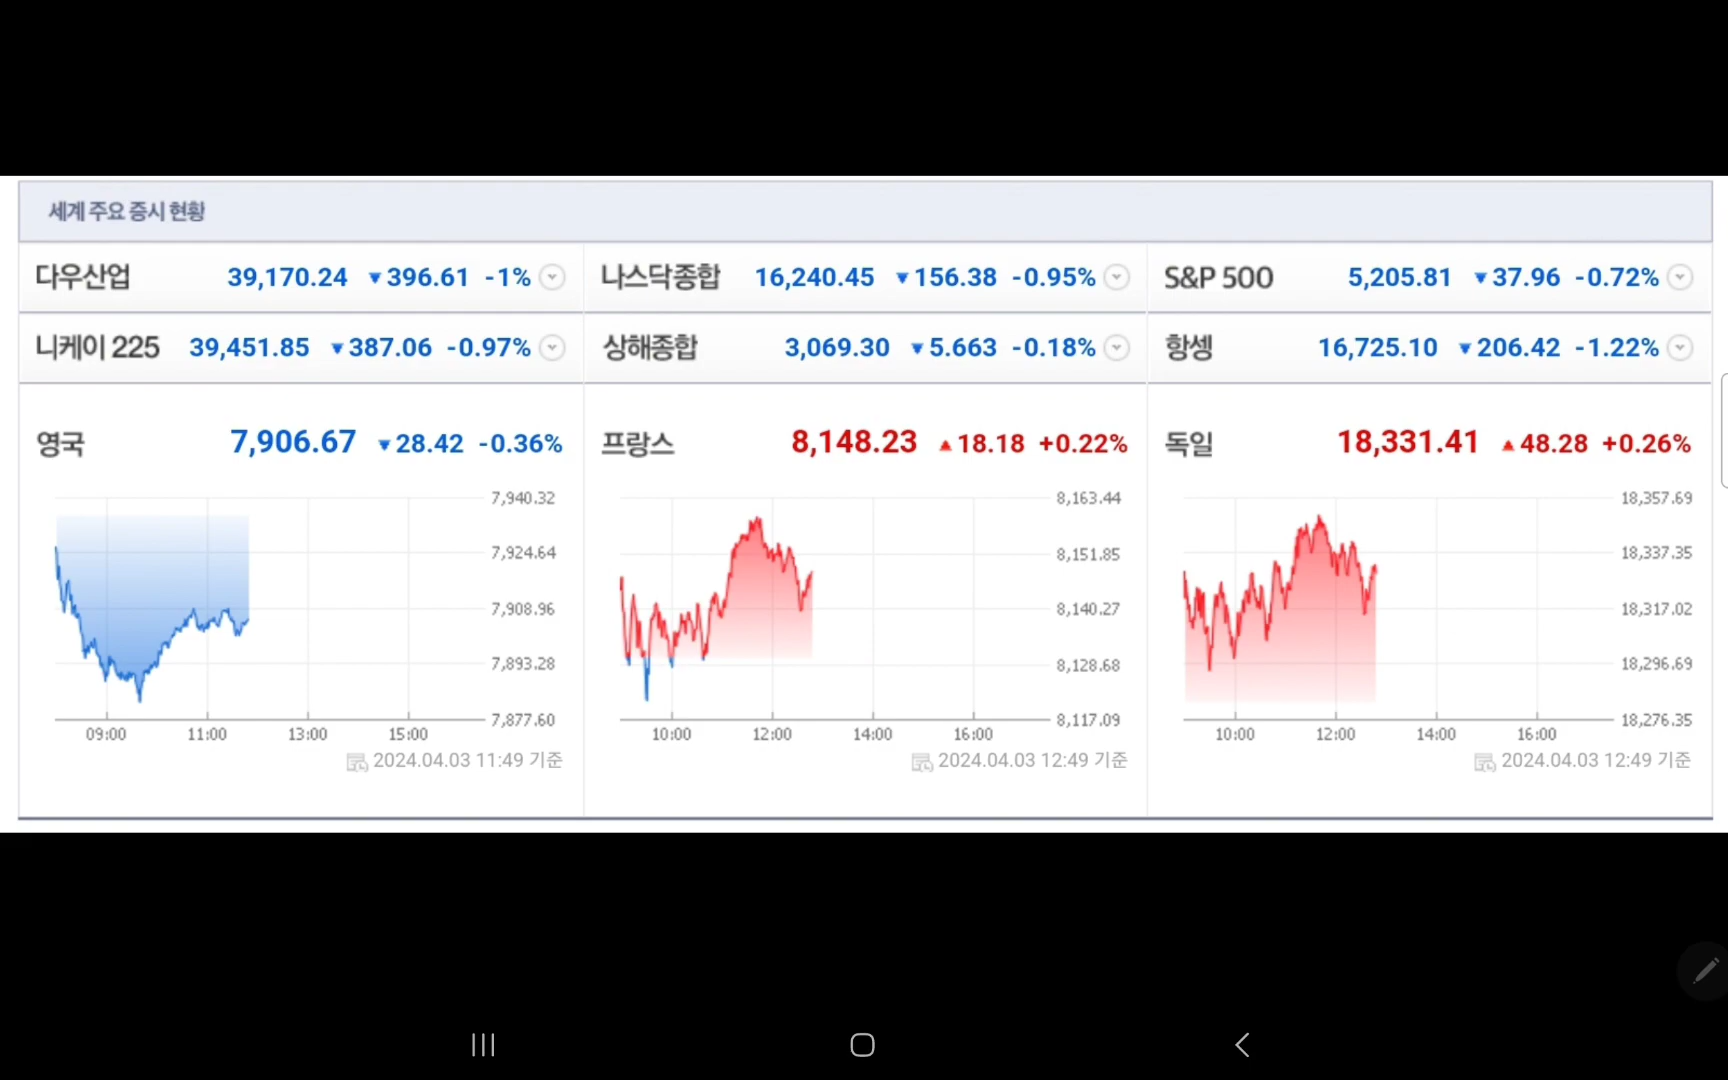 세계 주요 증시 현황
다우산업 39,170.24 ▼396.61 -1%
나스닥종합 16,240.45 ▼156.38 -0.95%
S&P 500 5,205.81 ▼37.96 -0.72%
니케이 225 39,451.85 ▼387.06 -0.97%
상해종합 3,069.30 ▼5.663 -0.18%
항셍 16,725.10 ▼206.42 -1.22%
영국 7,906.67 ▼28.42 -0.36%
7,940.32
7,924.64
7,908.96
7,893.28
7,877.60
09:00 11:00 13:00 15:00
2024.04.03 11:49 기준
프랑스 8,148.23 ▲18.18 +0.22%
8,163.44
8,151.85
8,140.27
8,128.68
8,117.09
10:00 12:00 14:00 16:00
2024.04.03 12:49 기준
독일 18,331.41 ▲48.28 +0.26%
18,357.69
18,337.35
18,317.02
18,296.69
18,276.35
10:00 12:00 14:00 16:00
2024.04.03 12:49 기준